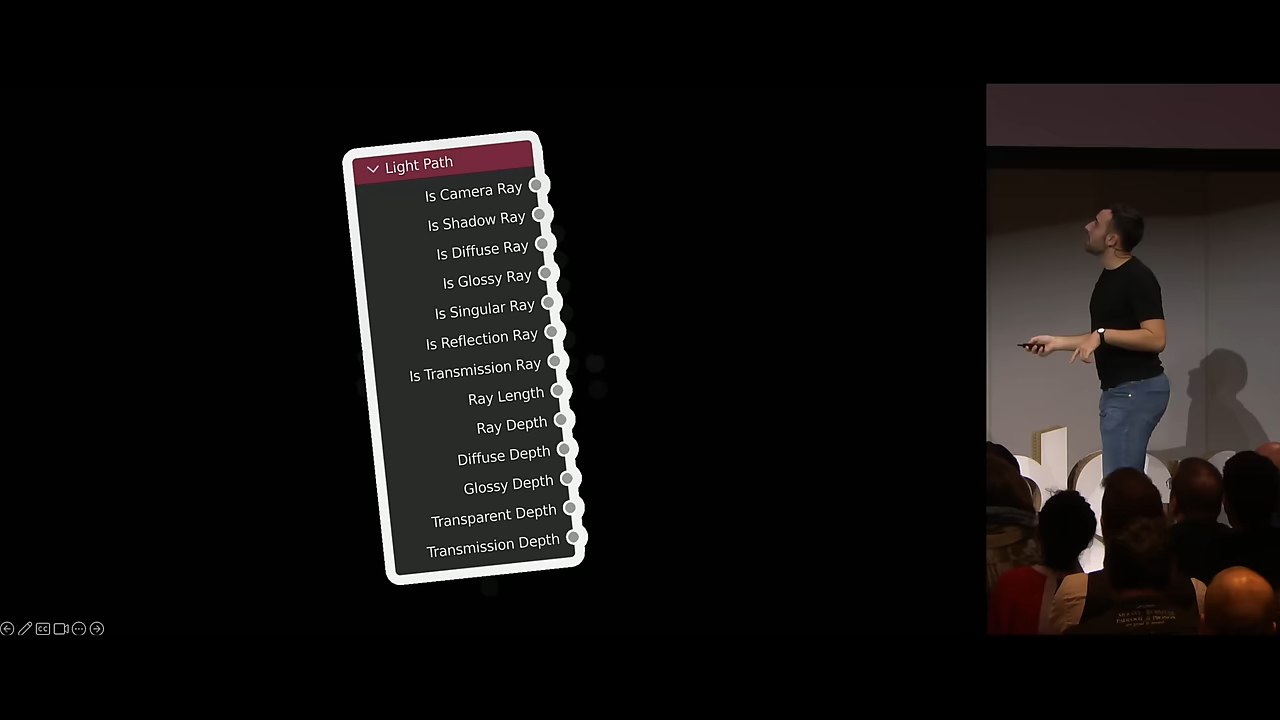 Light Path
Is Camera Ray
Is Shadow Ray
Is Diffuse Ray
Is Glossy Ray
Is Singular Ray
Is Reflection Ray
Is Transmission Ray
Ray Length
Ray Depth
Diffuse Depth
Glossy Depth
Transparent Depth
Transmission Depth
CC